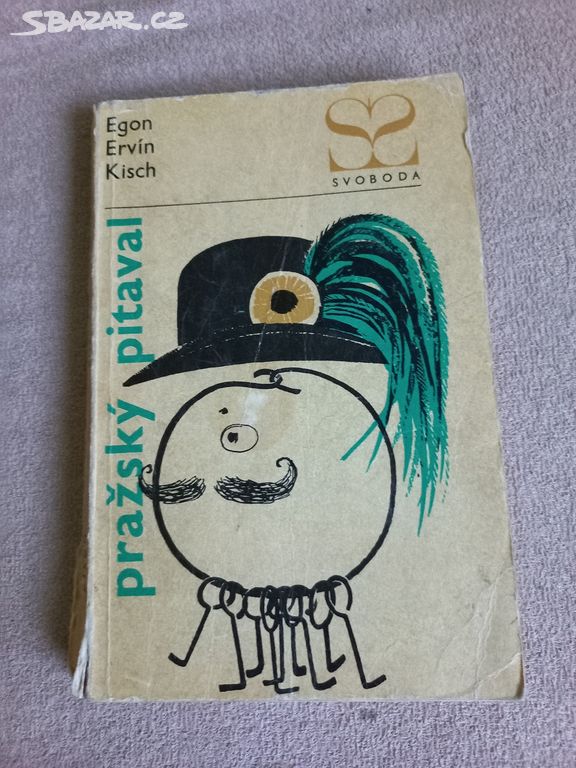 SBAZAR.CZ
Egon
Ervín
Kisch
SVOBODA
pražský pitaval